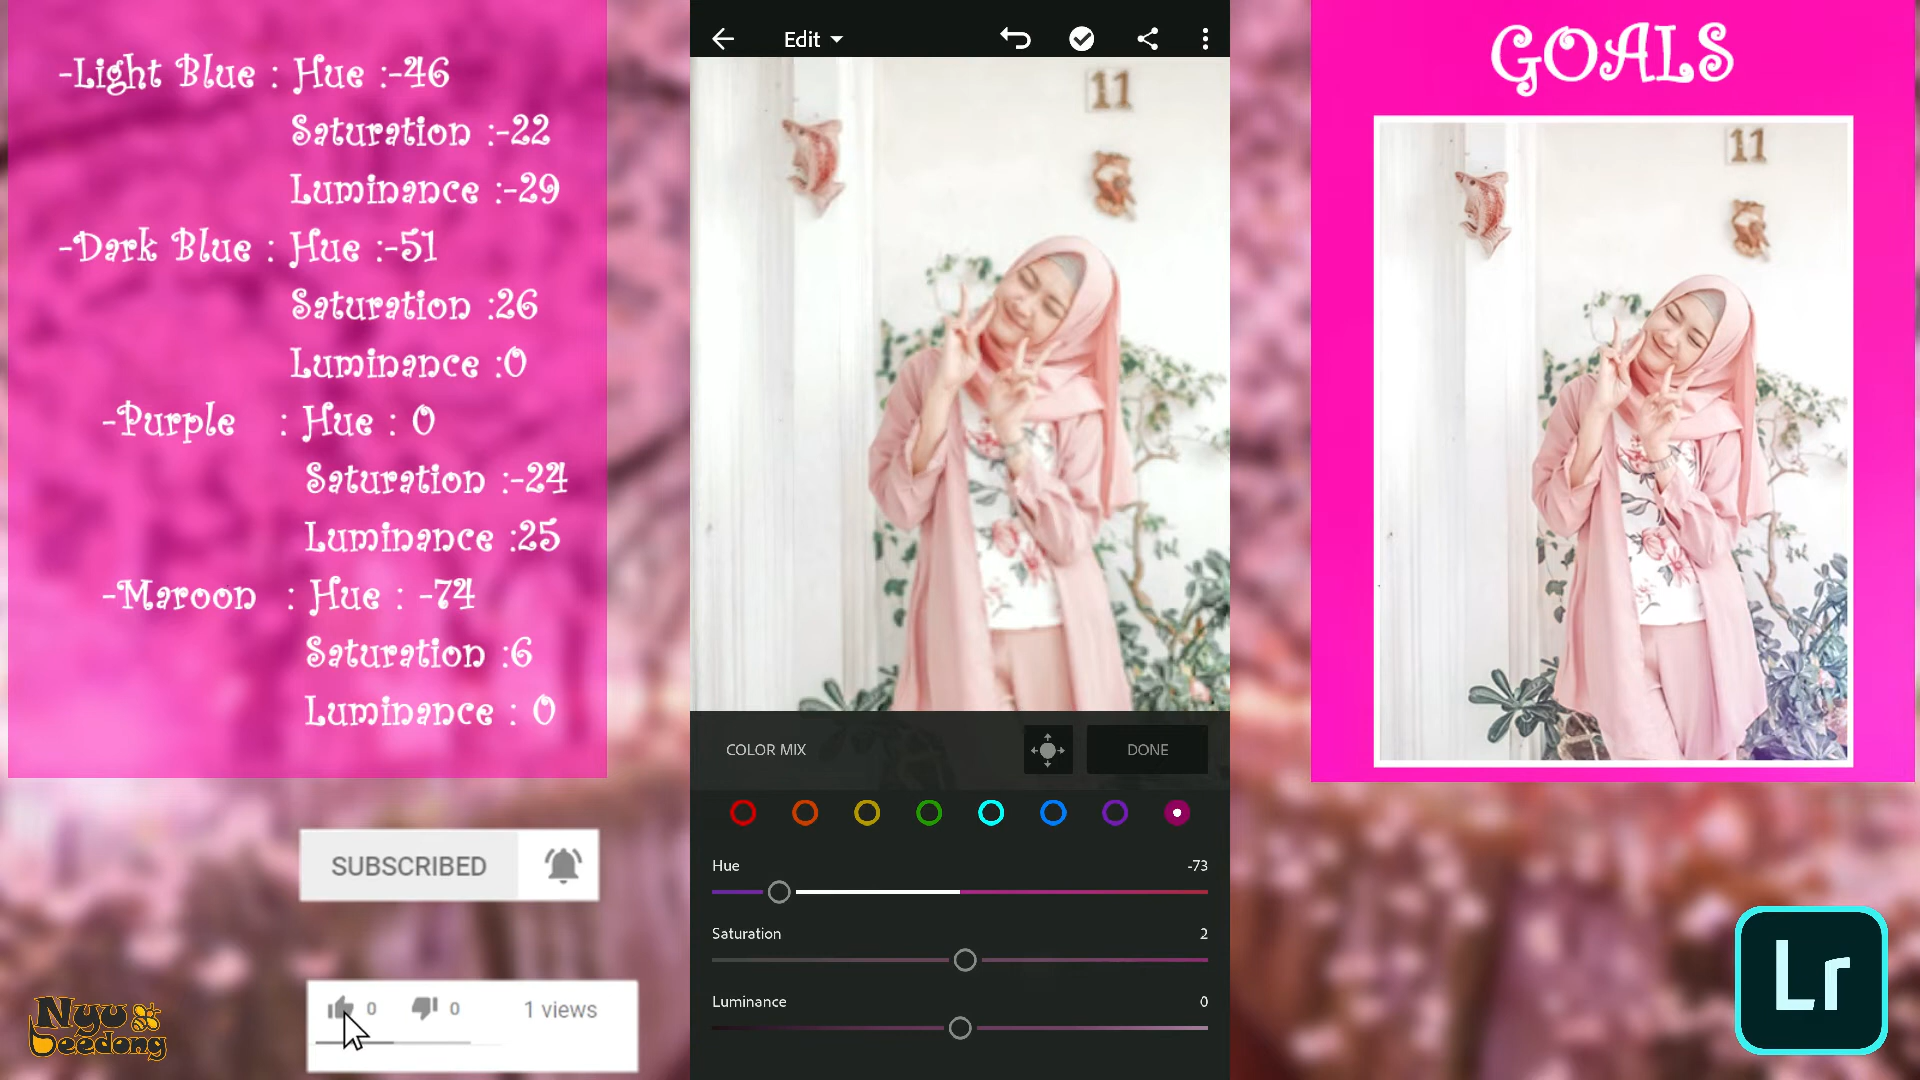 -Light Blue : Hue :-46
Saturation :-22
Luminance :-29
-Dark Blue : Hue :-51
Saturation :26
Luminance :0
-Purple : Hue : 0
Saturation :-24
Luminance :25
-Maroon : Hue : -74
Saturation :6
Luminance : 0
SUBSCRIBED
0 0 1 views
Nyu
beedong
Edit
11
COLOR MIX DONE
Hue -73
Saturation 2
Luminance 0
GOALS
11
Lr